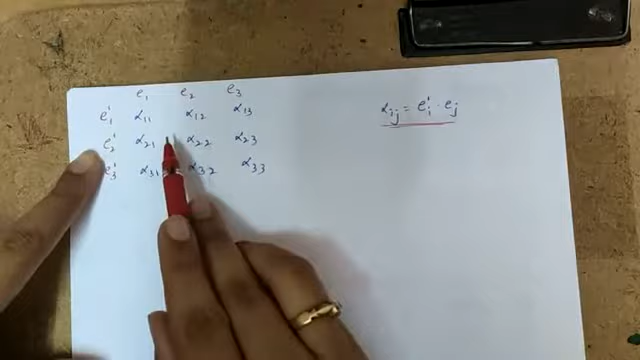 e₁ e₂ e₃
e₁' α₁₁ α₁₂ α₁₃
e₂' α₂₁ α₂₂ α₂₃
e₃' α₃₁ α₃₂ α₃₃
αᵢⱼ = eᵢ' · eⱼ